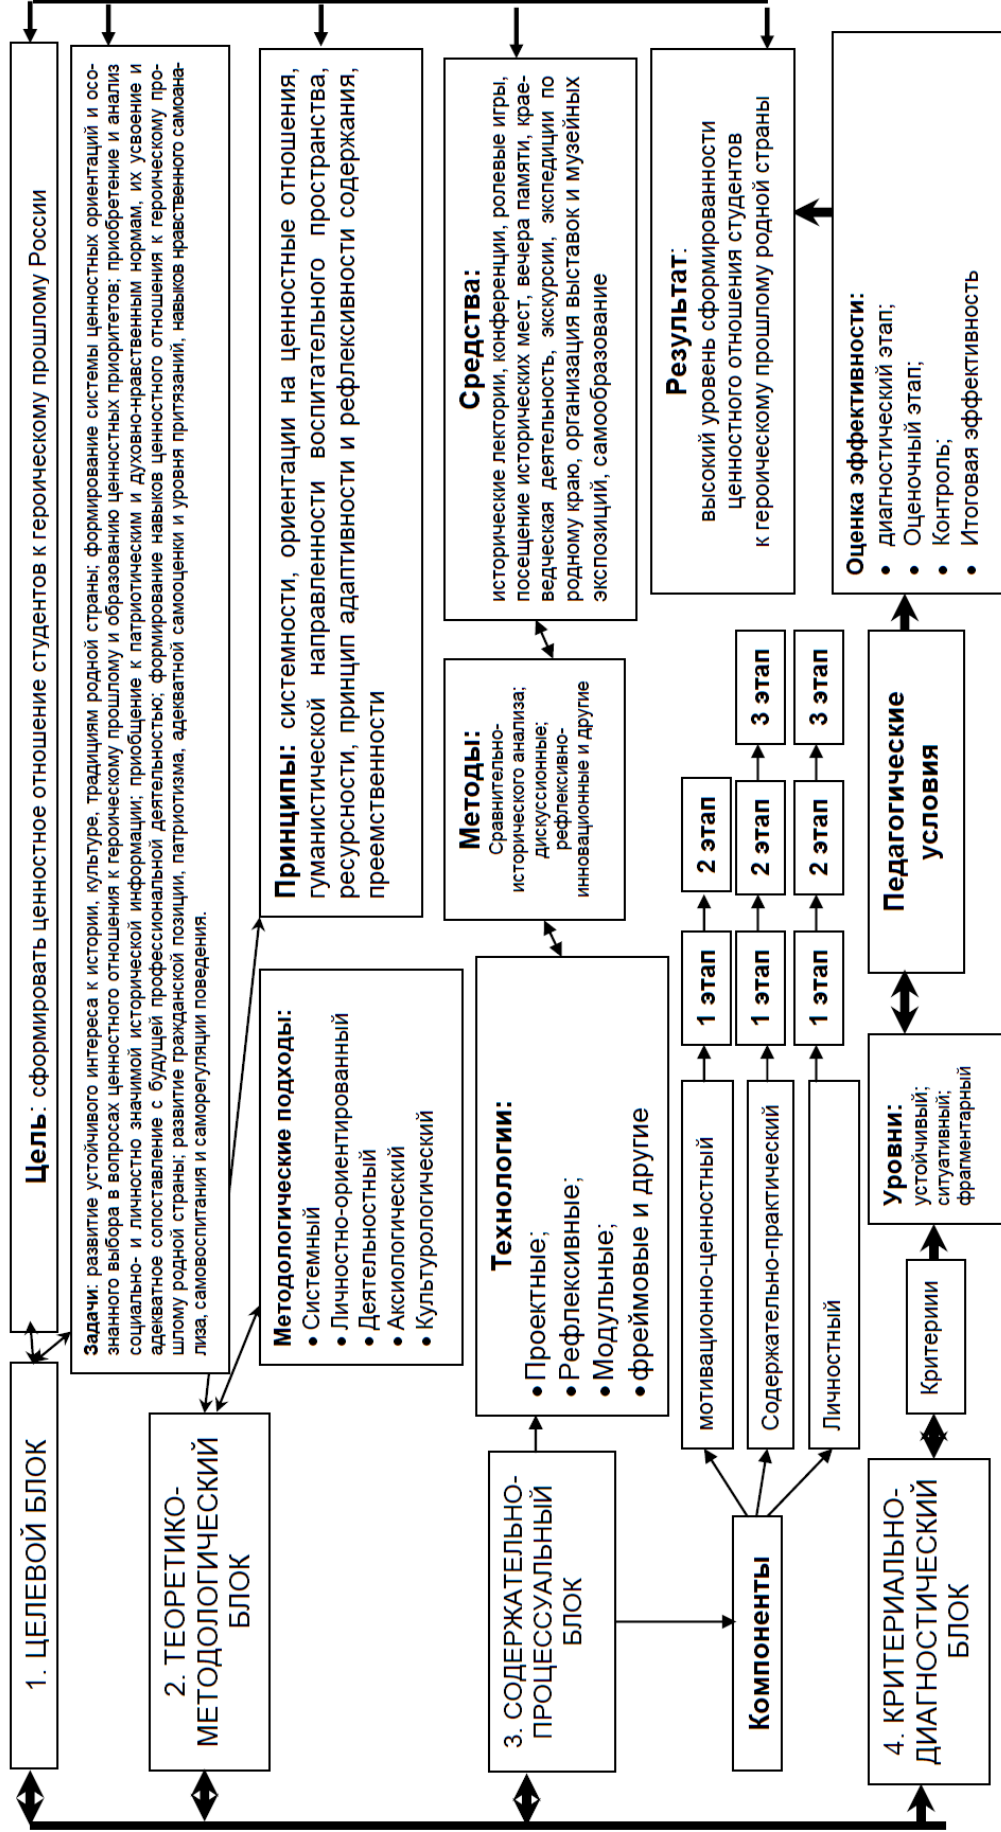 1. ЦЕЛЕВОЙ БЛОК
Цель: сформировать ценностное отношение студентов к героическому прошлому России
Задачи: развитие устойчивого интереса к истории, культуре, традициям родной страны; формирование системы ценностных ориентаций и осо-
знанного выбора в вопросах ценностного отношения к героическому прошлому и образованию ценностных приоритетов; приобретение и анализ
социально- и личностно значимой исторической информации; приобщение к патриотическим и духовно-нравственным нормам, их усвоение и
адекватное сопоставление с будущей профессиональной деятельностью; формирование навыков ценностного отношения к героическому про-
шлому родной страны; развитие гражданской позиции, патриотизма, адекватной самооценки и уровня притязаний, навыков нравственного самоана-
лиза, самовоспитания и саморегуляции поведения.
2. ТЕОРЕТИКО-
МЕТОДОЛОГИЧЕСКИЙ
БЛОК
Методологические подходы:
• Системный
• Личностно-ориентированный
• Деятельностный
• Аксиологический
• Культурологический
Принципы: системности, ориентации на ценностные отношения,
гуманистической направленности воспитательного пространства,
ресурсности, принцип адаптивности и рефлексивности содержания,
преемственности
3. СОДЕРЖАТЕЛЬНО-
ПРОЦЕССУАЛЬНЫЙ
БЛОК
Технологии:
• Проектные;
• Рефлексивные;
• Модульные;
• фреймовые и другие
Методы:
Сравнительно-
исторического анализа;
дискуссионные;
рефлексивно-
инновационные и другие
Средства:
исторические лектории, конференции, ролевые игры,
посещение исторических мест, вечера памяти, крае-
ведческая деятельность, экскурсии, экспедиции по
родному краю, организация выставок и музейных
экспозиций, самообразование
Компоненты
мотивационно-ценностный
1 этап
2 этап
Содержательно-практический
1 этап
2 этап
3 этап
Личностный
1 этап
2 этап
3 этап
Результат:
высокий уровень сформированности
ценностного отношения студентов
к героическому прошлому родной страны
4. КРИТЕРИАЛЬНО-
ДИАГНОСТИЧЕСКИЙ
БЛОК
Критерии
Уровни:
устойчивый;
ситуативный;
фрагментарный
Педагогические
условия
Оценка эффективности:
• диагностический этап;
• Оценочный этап;
• Контроль;
• Итоговая эффективность